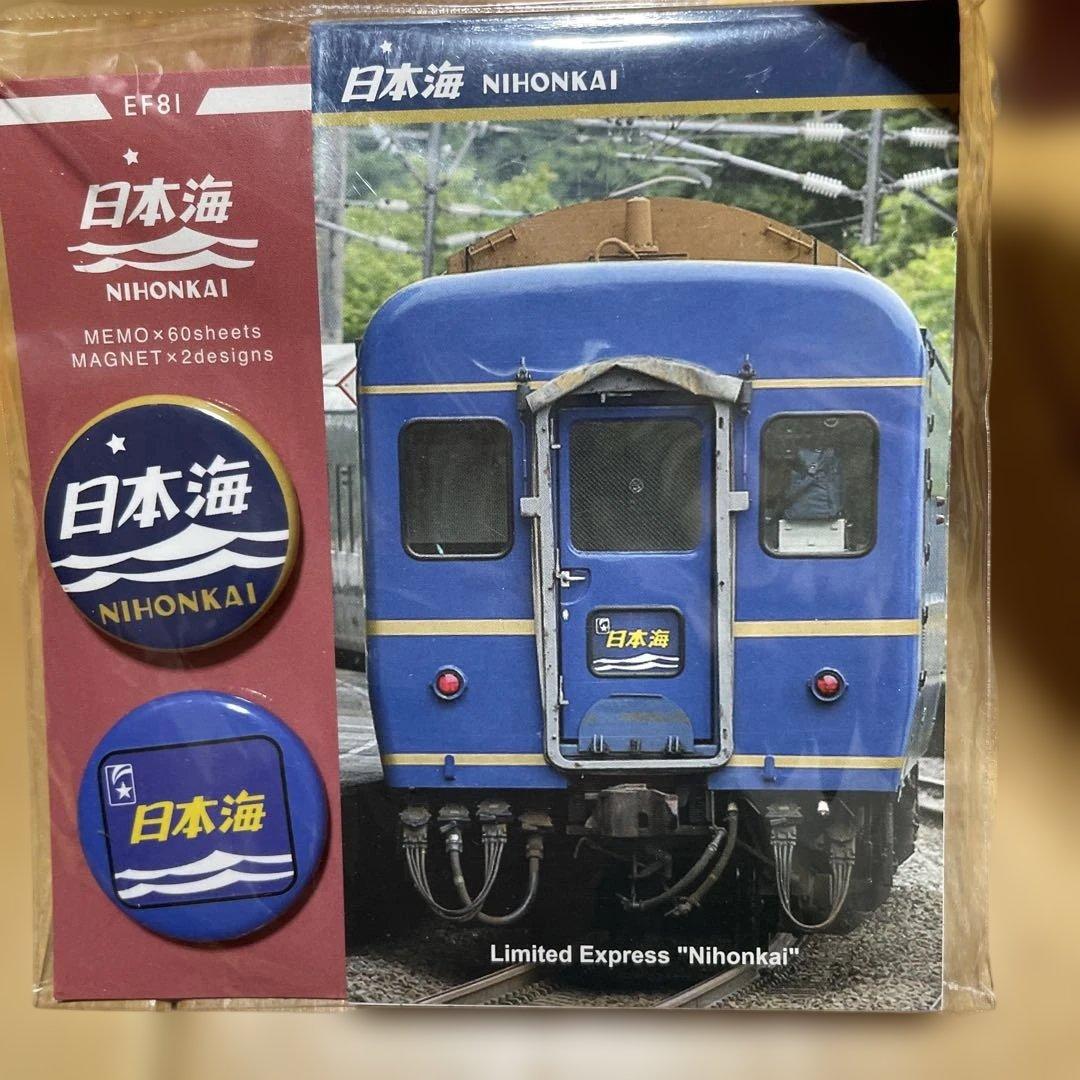 EF81
日本海
NIHONKAI
MEMO×60sheets
MAGNET×2designs
日本海
NIHONKAI
日本海
日本海 NIHONKAI
日本海
Limited Express "Nihonkai"